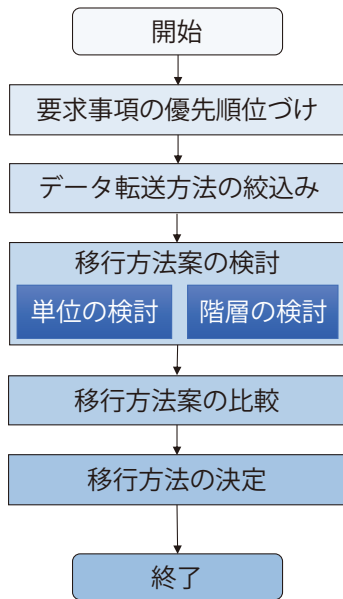 開始
要求事項の優先順位づけ
データ転送方法の絞込み
移行方法案の検討
単位の検討
階層の検討
移行方法案の比較
移行方法の決定
終了